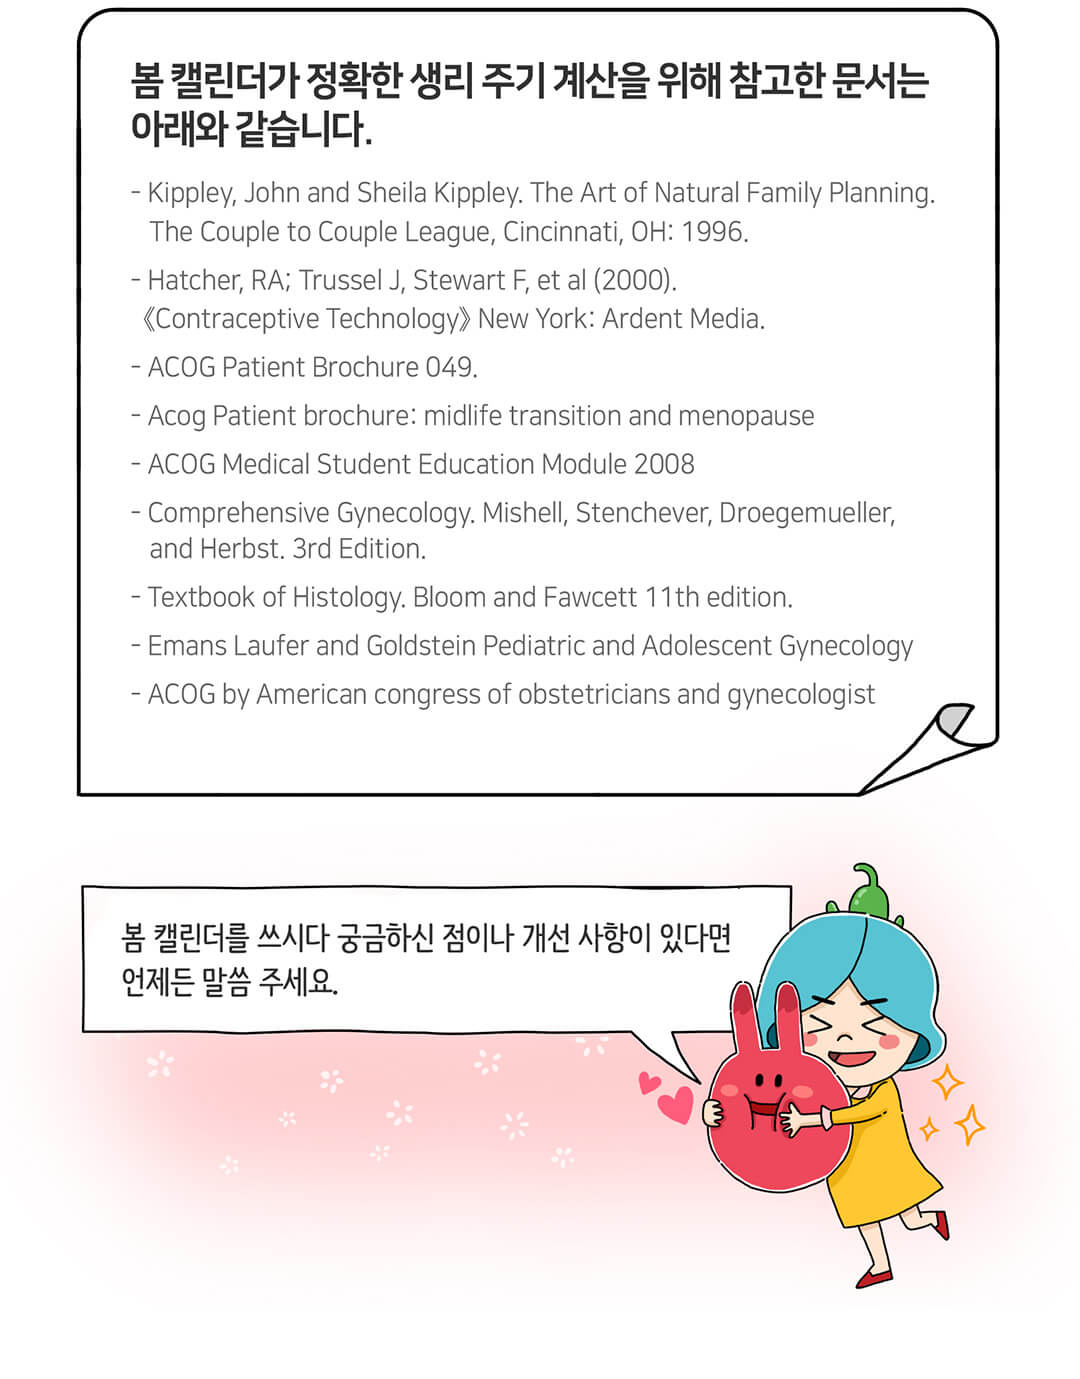 봄 캘린더가 정확한 생리 주기 계산을 위해 참고한 문서는
아래와 같습니다.
- Kippley, John and Sheila Kippley. The Art of Natural Family Planning.
The Couple to Couple League, Cincinnati, OH: 1996.
- Hatcher, RA; Trussel J, Stewart F, et al (2000).
《Contraceptive Technology》 New York: Ardent Media.
- ACOG Patient Brochure 049.
- Acog Patient brochure: midlife transition and menopause
- ACOG Medical Student Education Module 2008
- Comprehensive Gynecology. Mishell, Stenchever, Droegemueller,
and Herbst. 3rd Edition.
- Textbook of Histology. Bloom and Fawcett 11th edition.
- Emans Laufer and Goldstein Pediatric and Adolescent Gynecology
- ACOG by American congress of obstetricians and gynecologist
봄 캘린더를 쓰시다 궁금하신 점이나 개선 사항이 있다면
언제든 말씀 주세요.